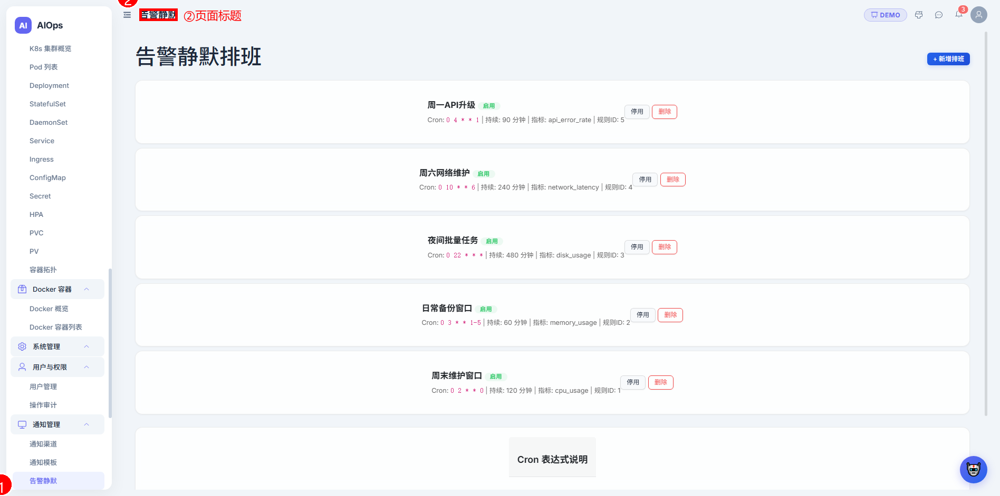 AI AIOps
K8s 集群概览
Pod 列表
Deployment
StatefulSet
DaemonSet
Service
Ingress
ConfigMap
Secret
HPA
PVC
PV
容器拓扑
Docker 容器
Docker 概览
Docker 容器列表
系统管理
用户与权限
用户管理
操作审计
通知管理
通知渠道
通知模板
告警静默
1
2
告警静默 ②页面标题
DEMO
3
告警静默排班
+ 新增排班
周一API升级 启用
Cron: 0 4 * * 1 | 持续: 90 分钟 | 指标: api_error_rate | 规则ID: 5
停用 删除
周六网络维护 启用
Cron: 0 10 * * 6 | 持续: 240 分钟 | 指标: network_latency | 规则ID: 4
停用 删除
夜间批量任务 启用
Cron: 0 22 * * * | 持续: 480 分钟 | 指标: disk_usage | 规则ID: 3
停用 删除
日常备份窗口 启用
Cron: 0 3 * * 1-5 | 持续: 60 分钟 | 指标: memory_usage | 规则ID: 2
停用 删除
周末维护窗口 启用
Cron: 0 2 * * 0 | 持续: 120 分钟 | 指标: cpu_usage | 规则ID: 1
停用 删除
Cron 表达式说明